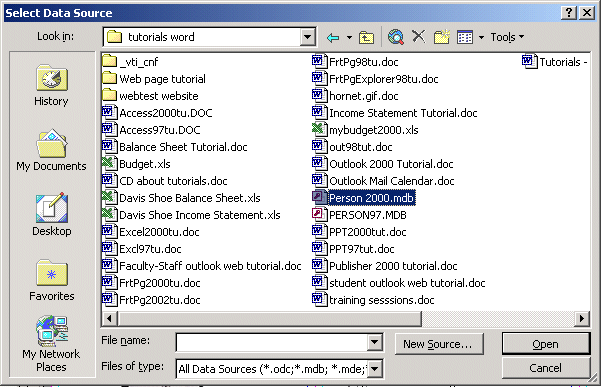 Select Data Source
Look in: tutorials word Tools
History
My Documents
Desktop
Favorites
My Network Places
_vti_cnf
Web page tutorial
webtest website
Access2000tu.DOC
Access97tu.DOC
Balance Sheet Tutorial.doc
Budget.xls
CD about tutorials.doc
Davis Shoe Balance Sheet.xls
Davis Shoe Income Statement.xls
Excel2000tu.doc
Excl97tu.doc
Faculty-Staff outlook web tutorial.doc
FrtPg2000tu.doc
FrtPg2002tu.doc
FrtPg98tu.doc
FrtPgExplorer98tu.doc
hornet.gif.doc
Income Statement Tutorial.doc
mybudget2000.xls
out98tut.doc
Outlook 2000 Tutorial.doc
Outlook Mail Calendar.doc
Person 2000.mdb
PERSON97.MDB
PPT2000tut.doc
PPT97tut.doc
Publisher 2000 tutorial.doc
student outlook web tutorial.doc
training sesssions.doc
Tutorials -
File name: New Source... Open
Files of type: All Data Sources (*.odc;*.mdb; *.mde; Cancel